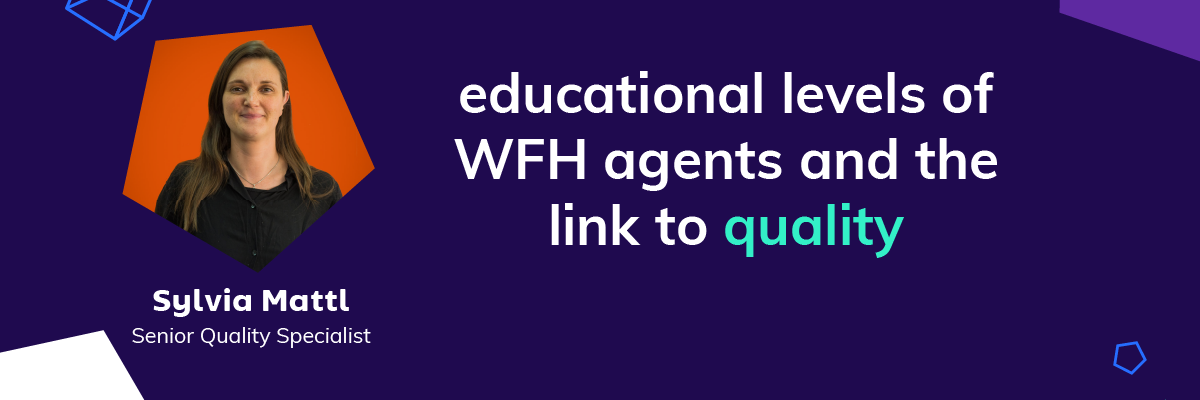 educational levels of
WFH agents and the
link to quality
Sylvia Mattl
Senior Quality Specialist